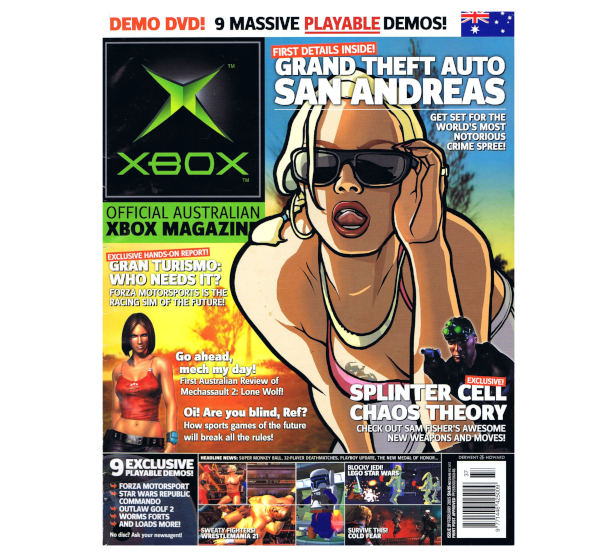 DEMO DVD! 9 MASSIVE PLAYABLE DEMOS!
XBOX
TM
TM
OFFICIAL AUSTRALIAN
XBOX MAGAZIN
FIRST DETAILS INSIDE!
GRAND THEFT AUTO
SAN ANDREAS
GET SET FOR THE
WORLD'S MOST
NOTORIOUS
CRIME SPREE!
EXCLUSIVE HANDS-ON REPORT!
GRAN TURISMO:
WHO NEEDS IT?
FORZA MOTORSPORTS IS THE
RACING SIM OF THE FUTURE!
Go ahead,
mech my day!
First Australian Review of
Mechassault 2: Lone Wolf!
Oi! Are you blind, Ref?
How sports games of the future
will break all the rules!
EXCLUSIVE!
SPLINTER CELL
CHAOS THEORY
CHECK OUT SAM FISHER'S AWESOME
NEW WEAPONS AND MOVES!
9 EXCLUSIVE
PLAYABLE DEMOS!
FORZA MOTORSPORT
STAR WARS REPUBLIC
COMMANDO
OUTLAW GOLF 2
WORMS FORTS
AND LOADS MORE!
No disc? Ask your newsagent!
HEADLINE NEWS: SUPER MONKEY BALL, 32-PLAYER DEATHMATCHES, PLAYBOY UPDATE, THE NEW MEDAL OF HONOR...
SWEATY FIGHTERS!
WRESTLEMANIA 21
BLOCKY JEDI!
LEGO STAR WARS
SURVIVE THIS!
COLD FEAR
DERWENT HOWARD